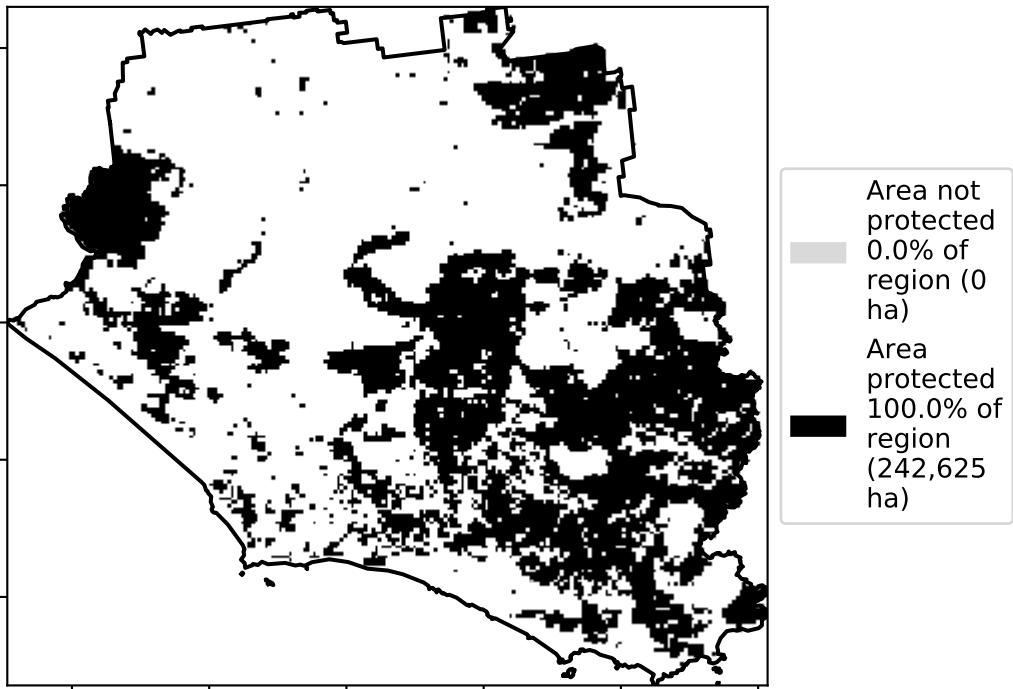 Area not
protected
0.0% of
region (0
ha)
Area
protected
100.0% of
region
(242,625
ha)